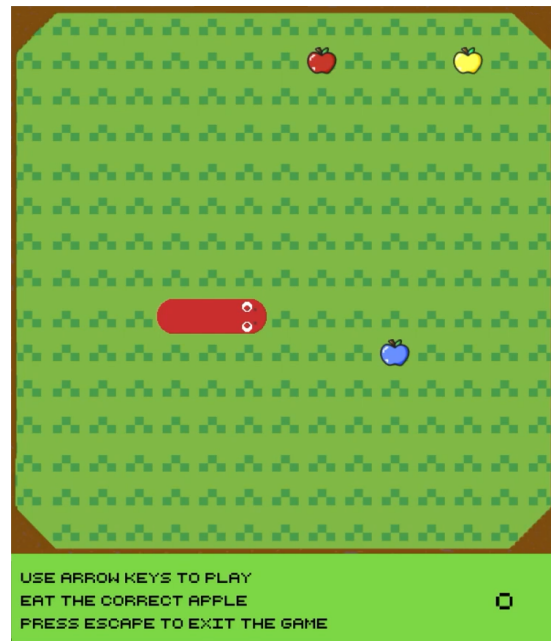 USE ARROW KEYS TO PLAY
EAT THE CORRECT APPLE
0
PRESS ESCAPE TO EXIT THE GAME